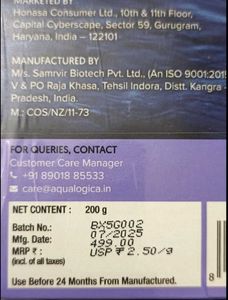 MARKETED BY
Honasa Consumer Ltd., 10th & 11th Floor,
Capital Cyberscape, Sector 59, Gurugram,
Haryana, India – 122101
MANUFACTURED BY
M/s. Samrvir Biotech Pvt. Ltd., (An ISO 9001:201
V & PO Raja Khasa, Tehsil Indora, Distt. Kangra -
Pradesh, India.
M.: COS/NZ/11-73
FOR QUERIES, CONTACT
Customer Care Manager
+91 89018 85533
care@aqualogica.in
NET CONTENT : 200 g
Batch No.: BX5G002
Mfg. Date: 07/2025
MRP ₹ : 499.00
(incl. of all taxes) USP ₹ 2.50/g
Use Before 24 Months From Manufactured.
8